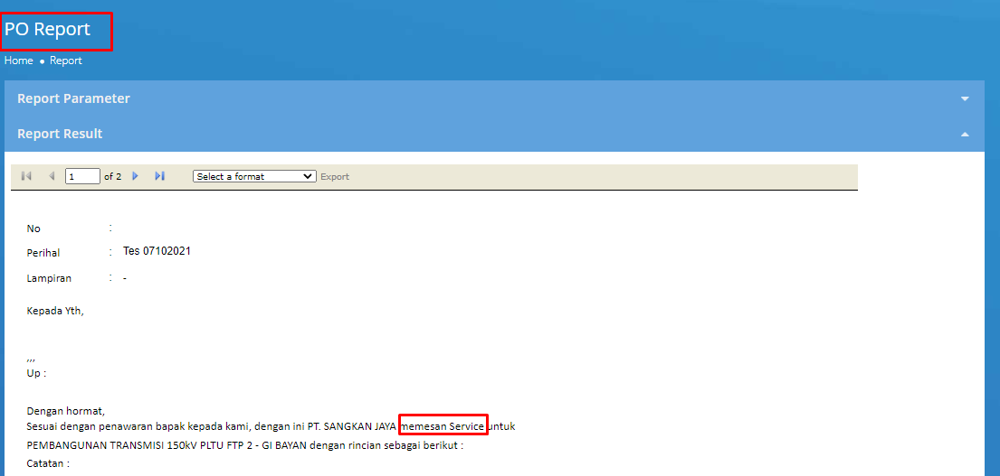 PO Report
Home • Report
Report Parameter
Report Result
1 of 2 Select a format Export
No :
Perihal : Tes 07102021
Lampiran : -
Kepada Yth,
,,,
Up :
Dengan hormat,
Sesuai dengan penawaran bapak kepada kami, dengan ini PT. SANGKAN JAYA memesan Service untuk
PEMBANGUNAN TRANSMISI 150kV PLTU FTP 2 - GI BAYAN dengan rincian sebagai berikut :
Catatan :